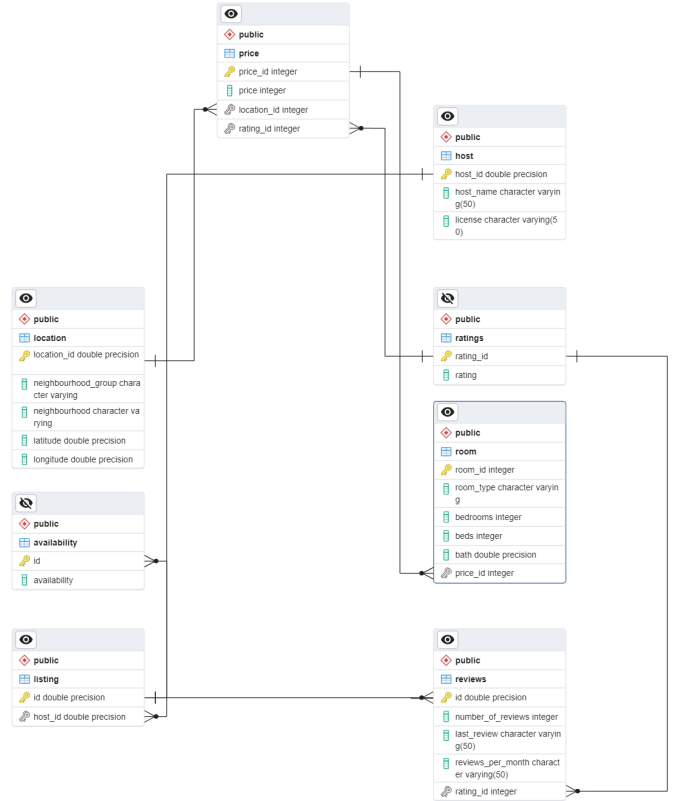 public
price
price_id integer
price integer
location_id integer
rating_id integer
public
host
host_id double precision
host_name character varyin
g(50)
license character varying(5
0)
public
location
location_id double precision
neighbourhood_group chara
cter varying
neighbourhood character va
rying
latitude double precision
longitude double precision
public
ratings
rating_id
rating
public
room
room_id integer
room_type character varyin
g
bedrooms integer
beds integer
bath double precision
price_id integer
public
availability
id
availability
public
listing
id double precision
host_id double precision
public
reviews
id double precision
number_of_reviews integer
last_review character varyin
g(50)
reviews_per_month charact
er varying(50)
rating_id integer